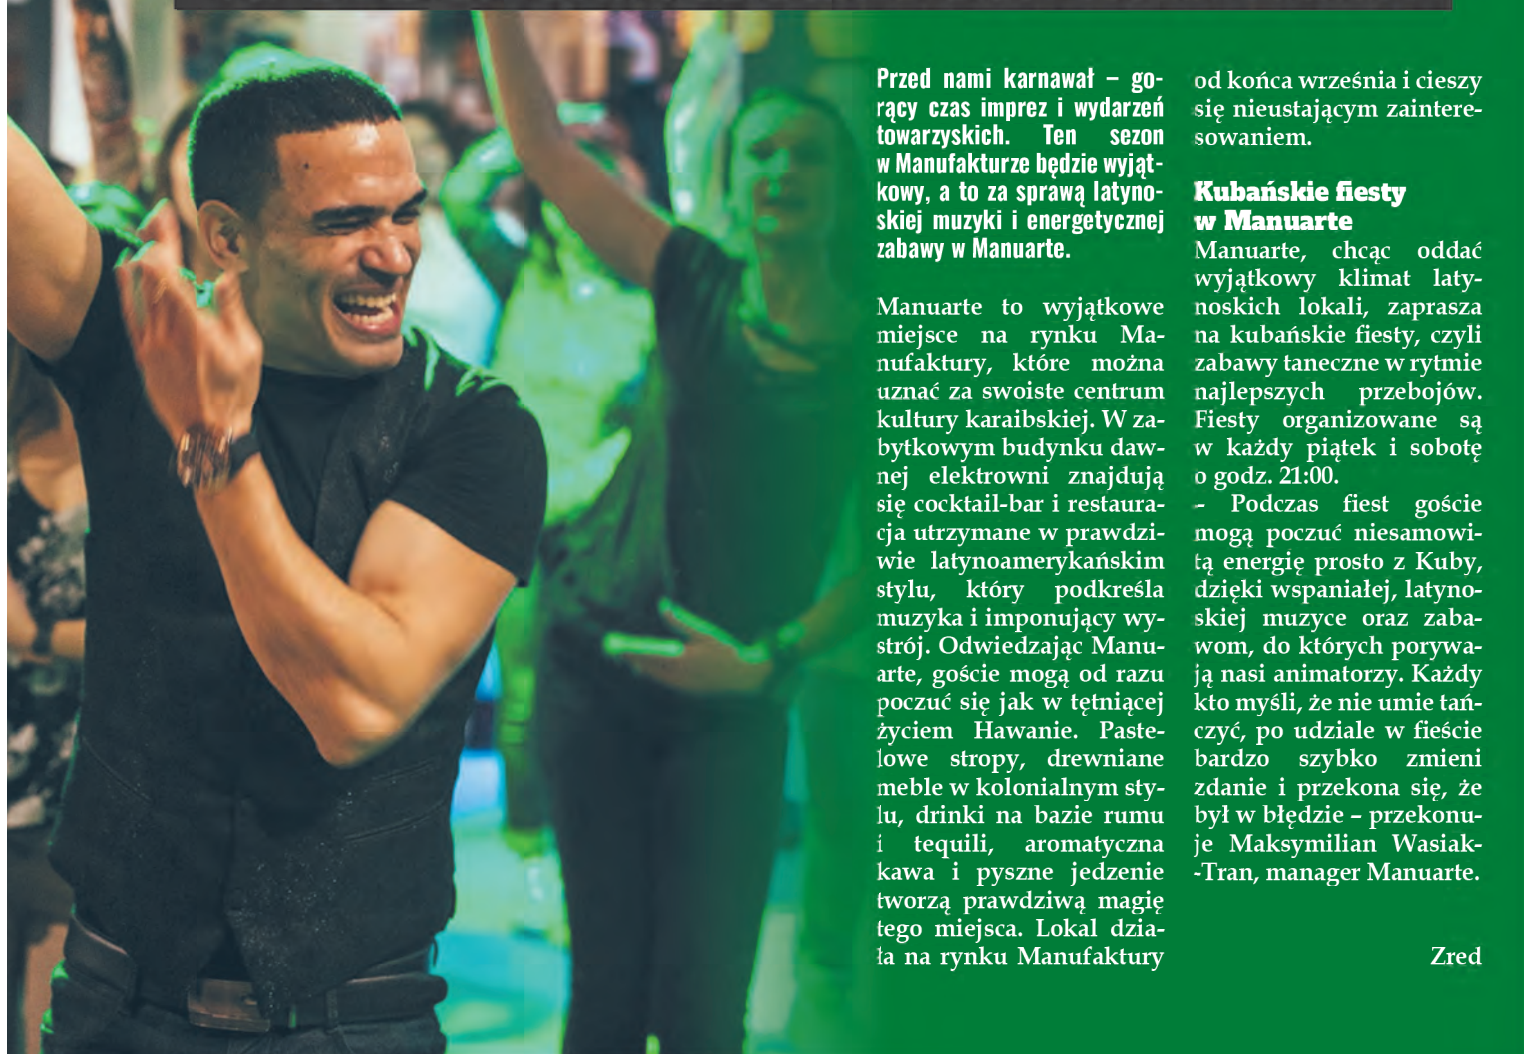 Przed nami karnawał – go-
rący czas imprez i wydarzeń
towarzyskich. Ten sezon
w Manufakturze będzie wyjąt-
kowy, a to za sprawą latyno-
skiej muzyki i energetycznej
zabawy w Manuarte.
Manuarte to wyjątkowe
miejsce na rynku Ma-
nufaktury, które można
uznać za swoiste centrum
kultury karaibskiej. W za-
bytkowym budynku daw-
nej elektrowni znajdują
się cocktail-bar i restaura-
cja utrzymane w prawdzi-
wie latynoamerykańskim
stylu, który podkreśla
muzyka i imponujący wy-
strój. Odwiedzając Manu-
arte, goście mogą od razu
poczuć się jak w tętniącej
życiem Hawanie. Paste-
lowe stropy, drewniane
meble w kolonialnym sty-
lu, drinki na bazie rumu
i tequili, aromatyczna
kawa i pyszne jedzenie
tworzą prawdziwą magię
tego miejsca. Lokal dzia-
ła na rynku Manufaktury
od końca września i cieszy
się nieustającym zaintere-
sowaniem.
Kubańskie fiesty
w Manuarte
Manuarte, chcąc oddać
wyjątkowy klimat laty-
noskich lokali, zaprasza
na kubańskie fiesty, czyli
zabawy taneczne w rytmie
najlepszych przebojów.
Fiesty organizowane są
w każdy piątek i sobotę
o godz. 21:00.
- Podczas fiest goście
mogą poczuć niesamowi-
tą energię prosto z Kuby,
dzięki wspaniałej, latyno-
skiej muzyce oraz zaba-
wom, do których porywa-
ją nasi animatorzy. Każdy
kto myśli, że nie umie tań-
czyć, po udziale w fieście
bardzo szybko zmieni
zdanie i przekona się, że
był w błędzie – przekonu-
je Maksymilian Wasiak-
-Tran, manager Manuarte.
Zred